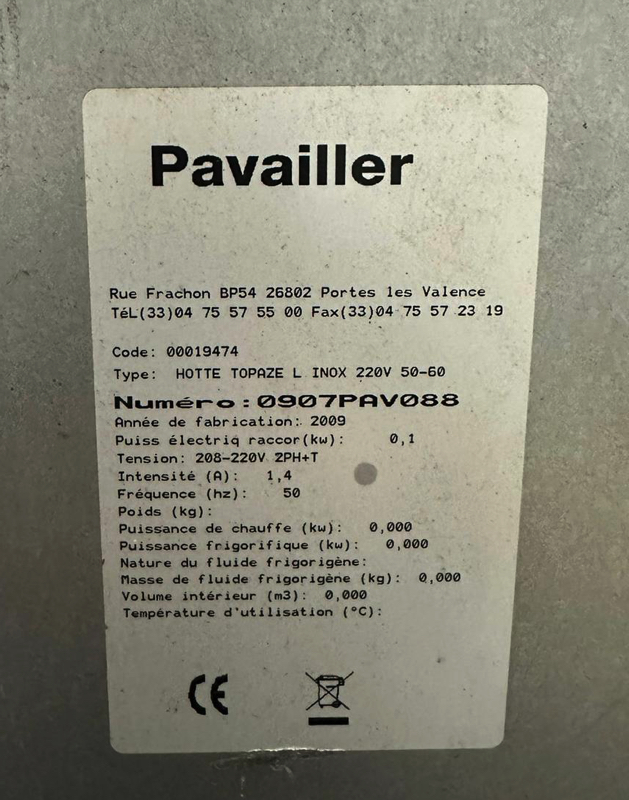 Pavailler
Rue Frachon BP54 26802 Portes les Valence
TéL(33)04 75 57 55 00 Fax(33)04 75 57 23 19
Code: 00019474
Type: HOTTE TOPAZE L INOX 220V 50-60
Numéro:0907PAV088
Année de fabrication: 2009
Puiss électriq raccor(kw): 0,1
Tension: 208-220V 2PH+T
Intensité (A): 1,4
Fréquence (hz): 50
Poids (kg):
Puissance de chauffe (kw): 0,000
Puissance frigorifique (kw): 0,000
Nature du fluide frigorigène:
Masse de fluide frigorigène (kg): 0,000
Volume intérieur (m3): 0,000
Température d'utilisation (°C):
CE